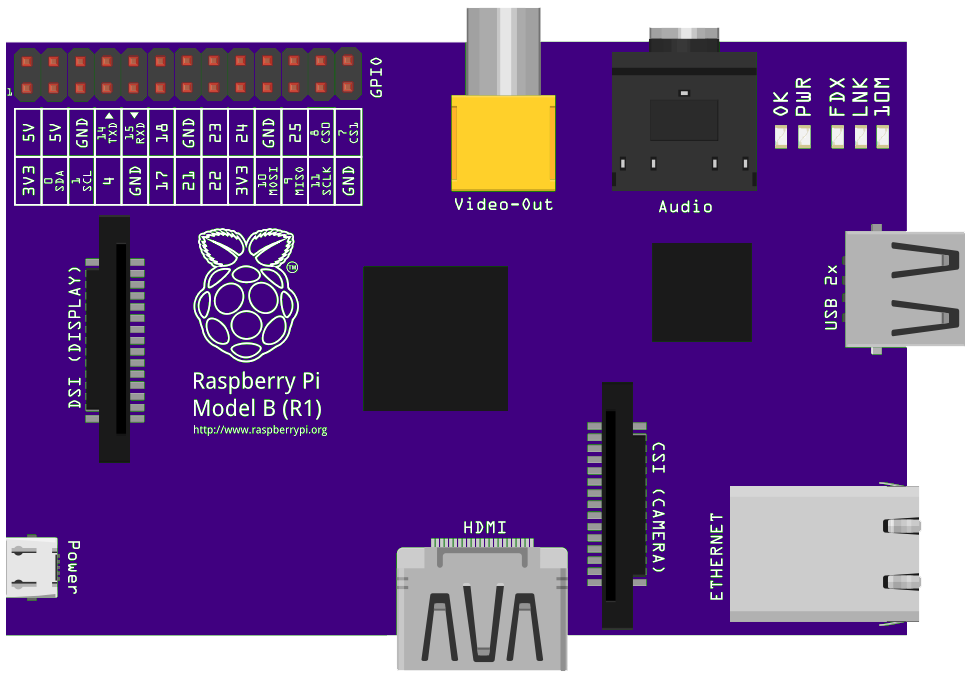 GPIO
1
5V 5V GND 14 TXD 15 RXD 18 GND 23 24 GND 25 8 CS0 7 CS1
3V3 0 SDA 1 SCL 4 GND 17 21 22 3V3 10 MOSI 9 MISO 11 SCLK GND
Video-Out
Audio
OK
PWR
FDX
LNK
10M
DSI (DISPLAY)
TM
Raspberry Pi
Model B (R1)
http://www.raspberrypi.org
USB 2x
CSI (CAMERA)
HDMI
ETHERNET
Power